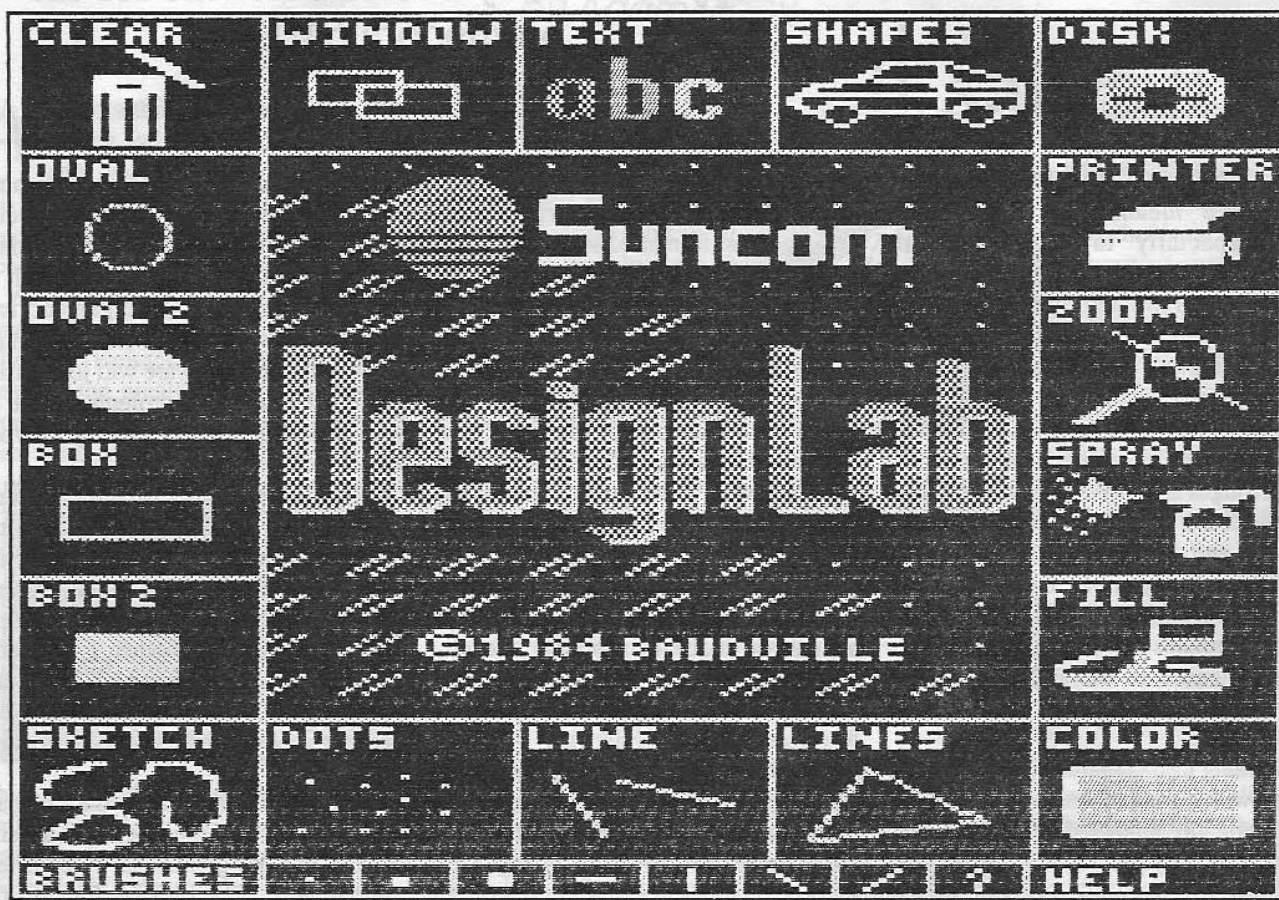 CLEAR
WINDOW
TEXT
SHAPES
DISK
abc
OVAL
PRINTER
Suncom
OVAL 2
ZOOM
DesignLab
BOX
SPRAY
BOX 2
FILL
©1984 BAUDVILLE
SKETCH
DOTS
LINE
LINES
COLOR
BRUSHES
?
HELP